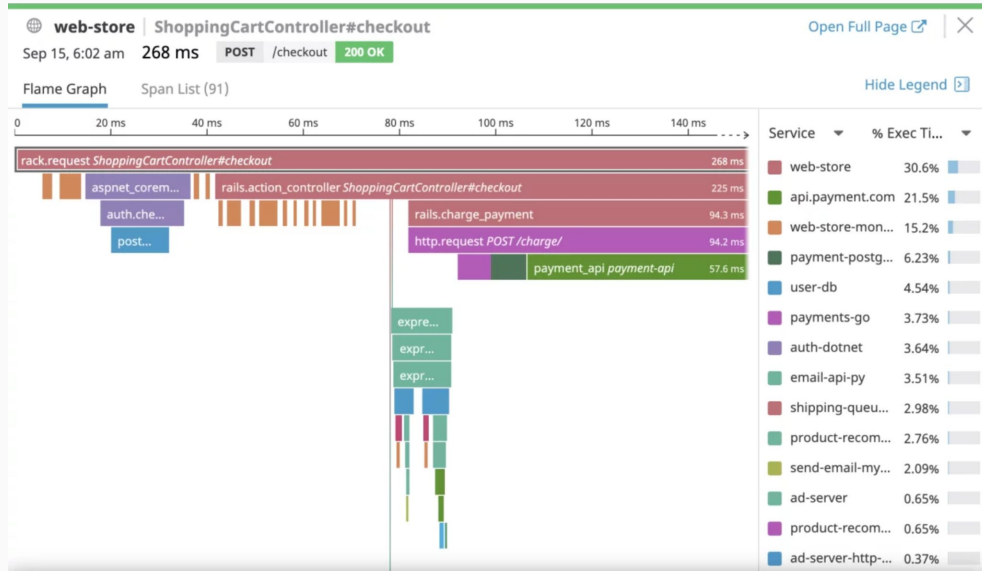 web-store | ShoppingCartController#checkout
Open Full Page
Sep 15, 6:02 am 268 ms POST /checkout 200 OK
Flame Graph Span List (91)
Hide Legend
0 20 ms 40 ms 60 ms 80 ms 100 ms 120 ms 140 ms
rack.request ShoppingCartController#checkout 268 ms
aspnet_corem... rails.action_controller ShoppingCartController#checkout 225 ms
auth.che... rails.charge_payment 94.3 ms
post... http.request POST /charge/ 94.2 ms
payment_api payment-api 57.6 ms
expre...
expr...
expr...
Service % Exec Ti...
web-store 30.6%
api.payment.com 21.5%
web-store-mon... 15.2%
payment-postg... 6.23%
user-db 4.54%
payments-go 3.73%
auth-dotnet 3.64%
email-api-py 3.51%
shipping-queu... 2.98%
product-recom... 2.76%
send-email-my... 2.09%
ad-server 0.65%
product-recom... 0.65%
ad-server-http-... 0.37%